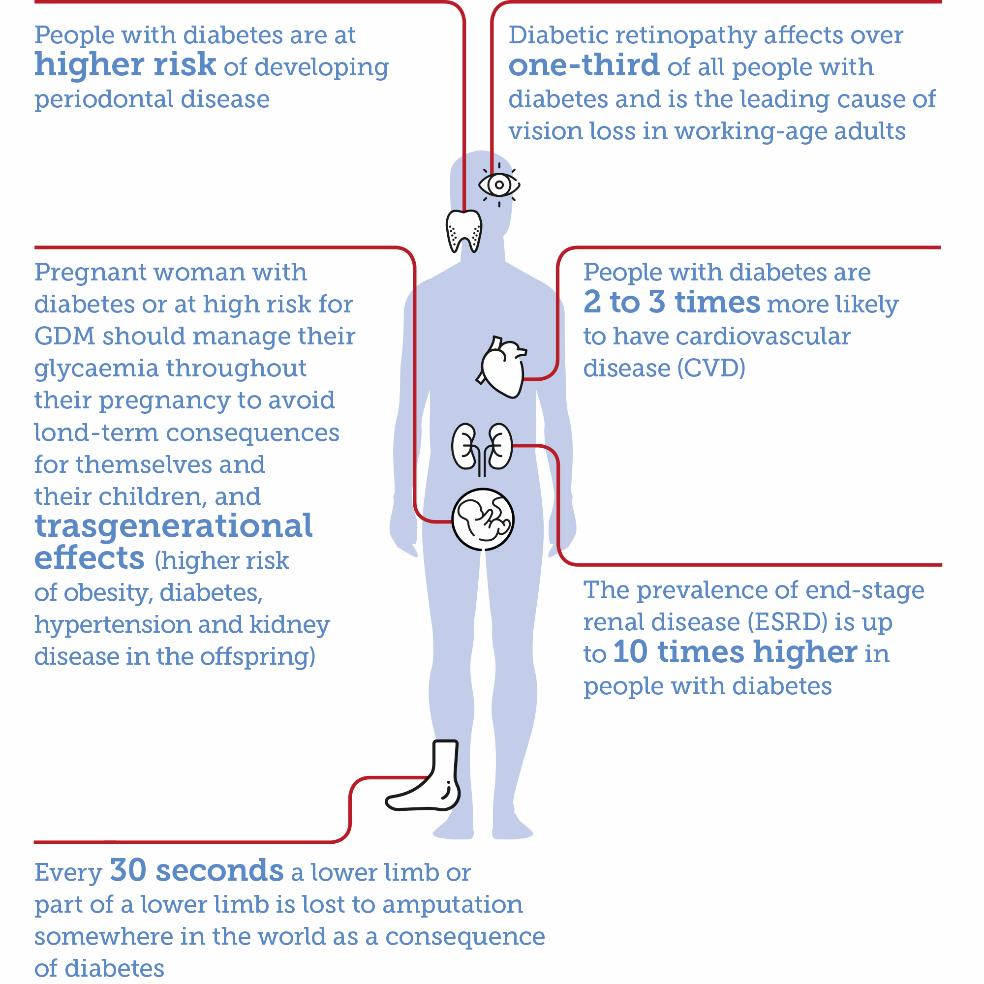 People with diabetes are at
higher risk of developing
periodontal disease
Diabetic retinopathy affects over
one-third of all people with
diabetes and is the leading cause of
vision loss in working-age adults
Pregnant woman with
diabetes or at high risk for
GDM should manage their
glycaemia throughout
their pregnancy to avoid
lond-term consequences
for themselves and
their children, and
trasgenerational
effects (higher risk
of obesity, diabetes,
hypertension and kidney
disease in the offspring)
People with diabetes are
2 to 3 times more likely
to have cardiovascular
disease (CVD)
The prevalence of end-stage
renal disease (ESRD) is up
to 10 times higher in
people with diabetes
Every 30 seconds a lower limb or
part of a lower limb is lost to amputation
somewhere in the world as a consequence
of diabetes